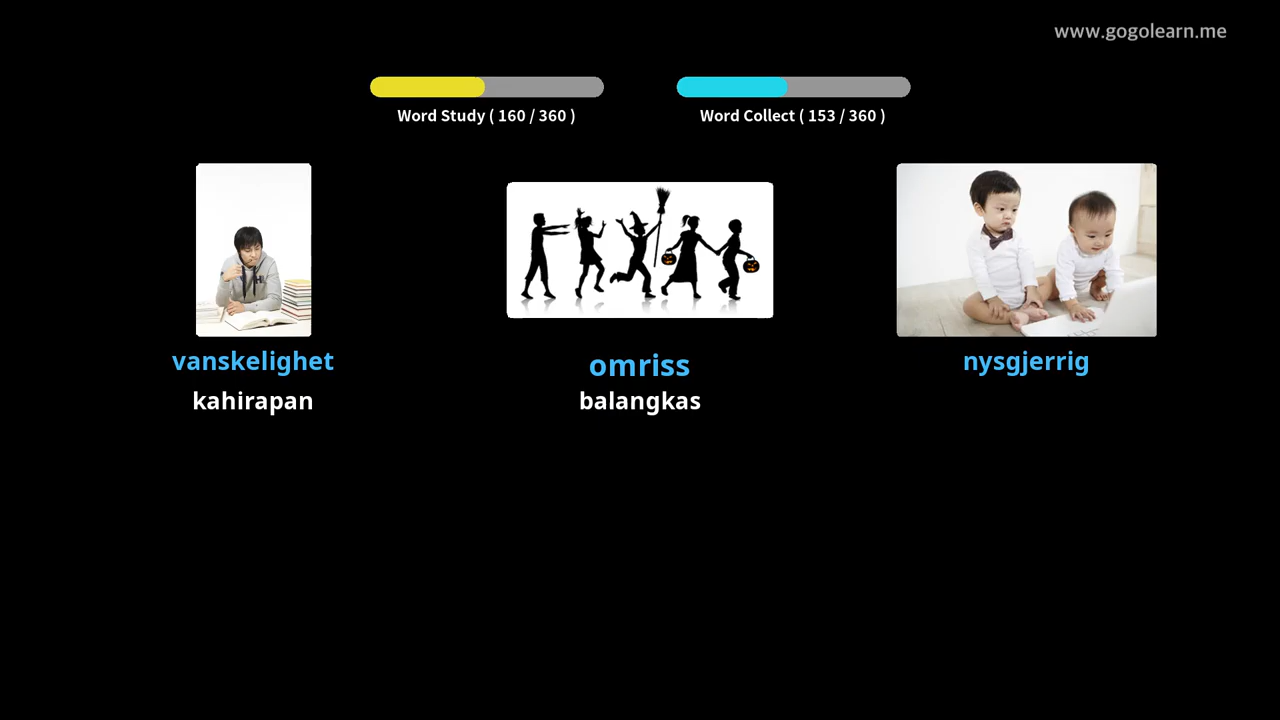 www.gogolearn.me
Word Study ( 160 / 360 )
Word Collect ( 153 / 360 )
vanskelighet
kahirapan
omriss
balangkas
nysgjerrig